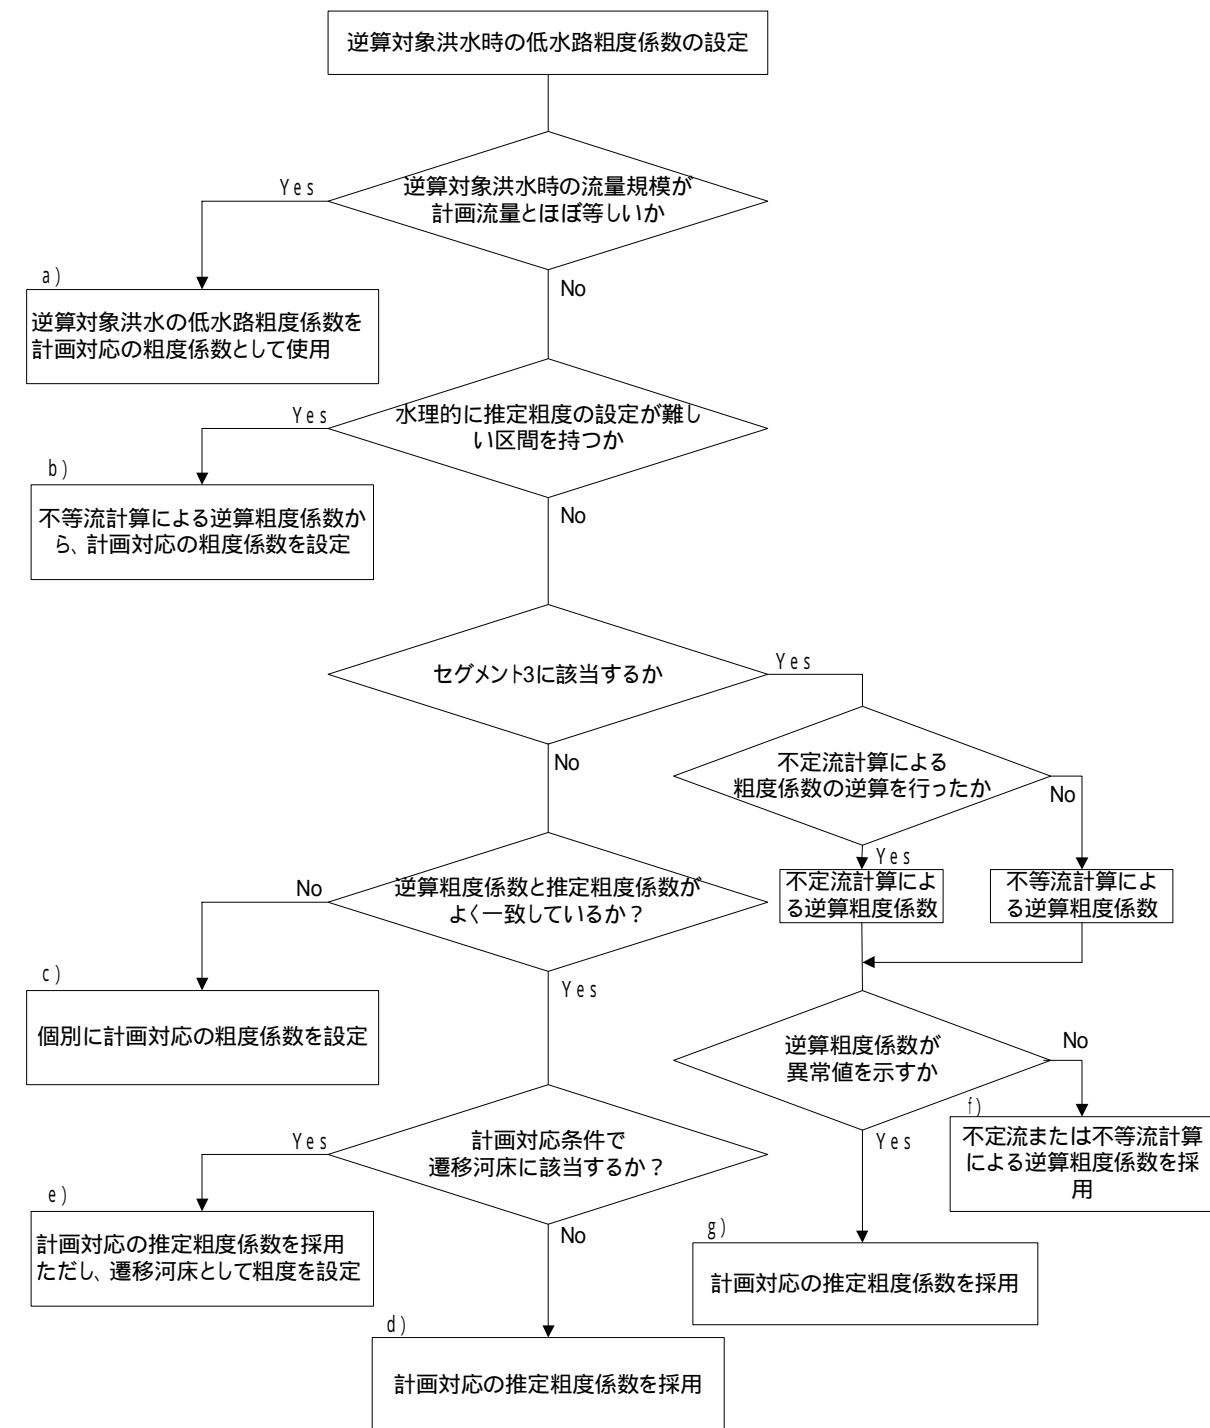 逆算対象洪水時の低水路粗度係数の設定
逆算対象洪水時の流量規模が
計画流量とほぼ等しいか
Yes
No
a)
逆算対象洪水の低水路粗度係数を
計画対応の粗度係数として使用
水理的に推定粗度の設定が難し
い区間を持つか
Yes
No
b)
不等流計算による逆算粗度係数か
ら、計画対応の粗度係数を設定
セグメント3に該当するか
Yes
No
不定流計算による
粗度係数の逆算を行ったか
No
Yes
不定流計算によ
る逆算粗度係数
不等流計算によ
る逆算粗度係数
逆算粗度係数と推定粗度係数が
よく一致しているか?
No
Yes
c)
個別に計画対応の粗度係数を設定
逆算粗度係数が
異常値を示すか
No
Yes
f)
不定流または不等流計算
による逆算粗度係数を採
用
計画対応条件で
遷移河床に該当するか?
Yes
No
e)
計画対応の推定粗度係数を採用
ただし、遷移河床として粗度を設定
g)
計画対応の推定粗度係数を採用
d)
計画対応の推定粗度係数を採用